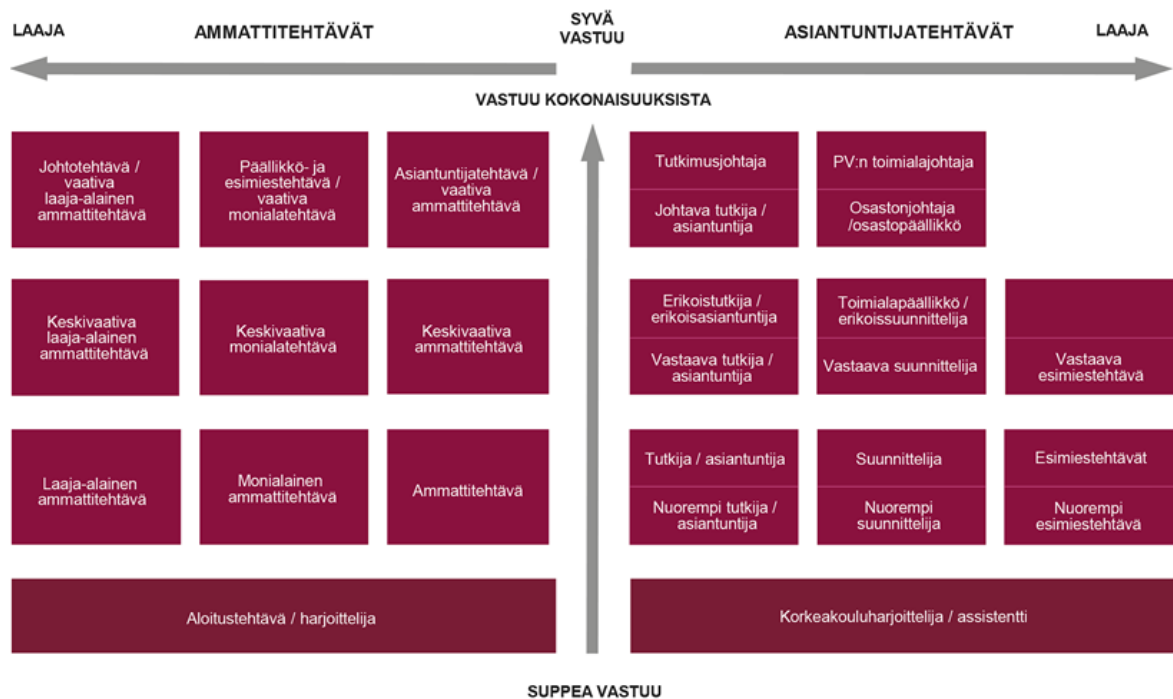 LAAJA
AMMATTITEHTÄVÄT
SYVÄ
VASTUU
ASIANTUNTIJATEHTÄVÄT
LAAJA
VASTUU KOKONAISUUKSISTA
Johtotehtävä /
vaativa
laaja-alainen
ammattitehtävä
Päällikkö- ja
esimiestehtävä /
vaativa
monialatehtävä
Asiantuntijatehtävä /
vaativa
ammattitehtävä
Tutkimusjohtaja
Johtava tutkija /
asiantuntija
PV:n toimialajohtaja
Osastonjohtaja
/osastopäällikkö
Keskivaativa
laaja-alainen
ammattitehtävä
Keskivaativa
monialatehtävä
Keskivaativa
ammattitehtävä
Erikoistutkija /
erikoisasiantuntija
Vastaava tutkija /
asiantuntija
Toimialapäällikkö /
erikoissuunnittelija
Vastaava suunnittelija
Vastaava
esimiestehtävä
Laaja-alainen
ammattitehtävä
Monialainen
ammattitehtävä
Ammattitehtävä
Tutkija / asiantuntija
Nuorempi tutkija /
asiantuntija
Suunnittelija
Nuorempi
suunnittelija
Esimiestehtävät
Nuorempi
esimiestehtävä
Aloitustehtävä / harjoittelija
Korkeakouluharjoittelija / assistentti
SUPPEA VASTUU